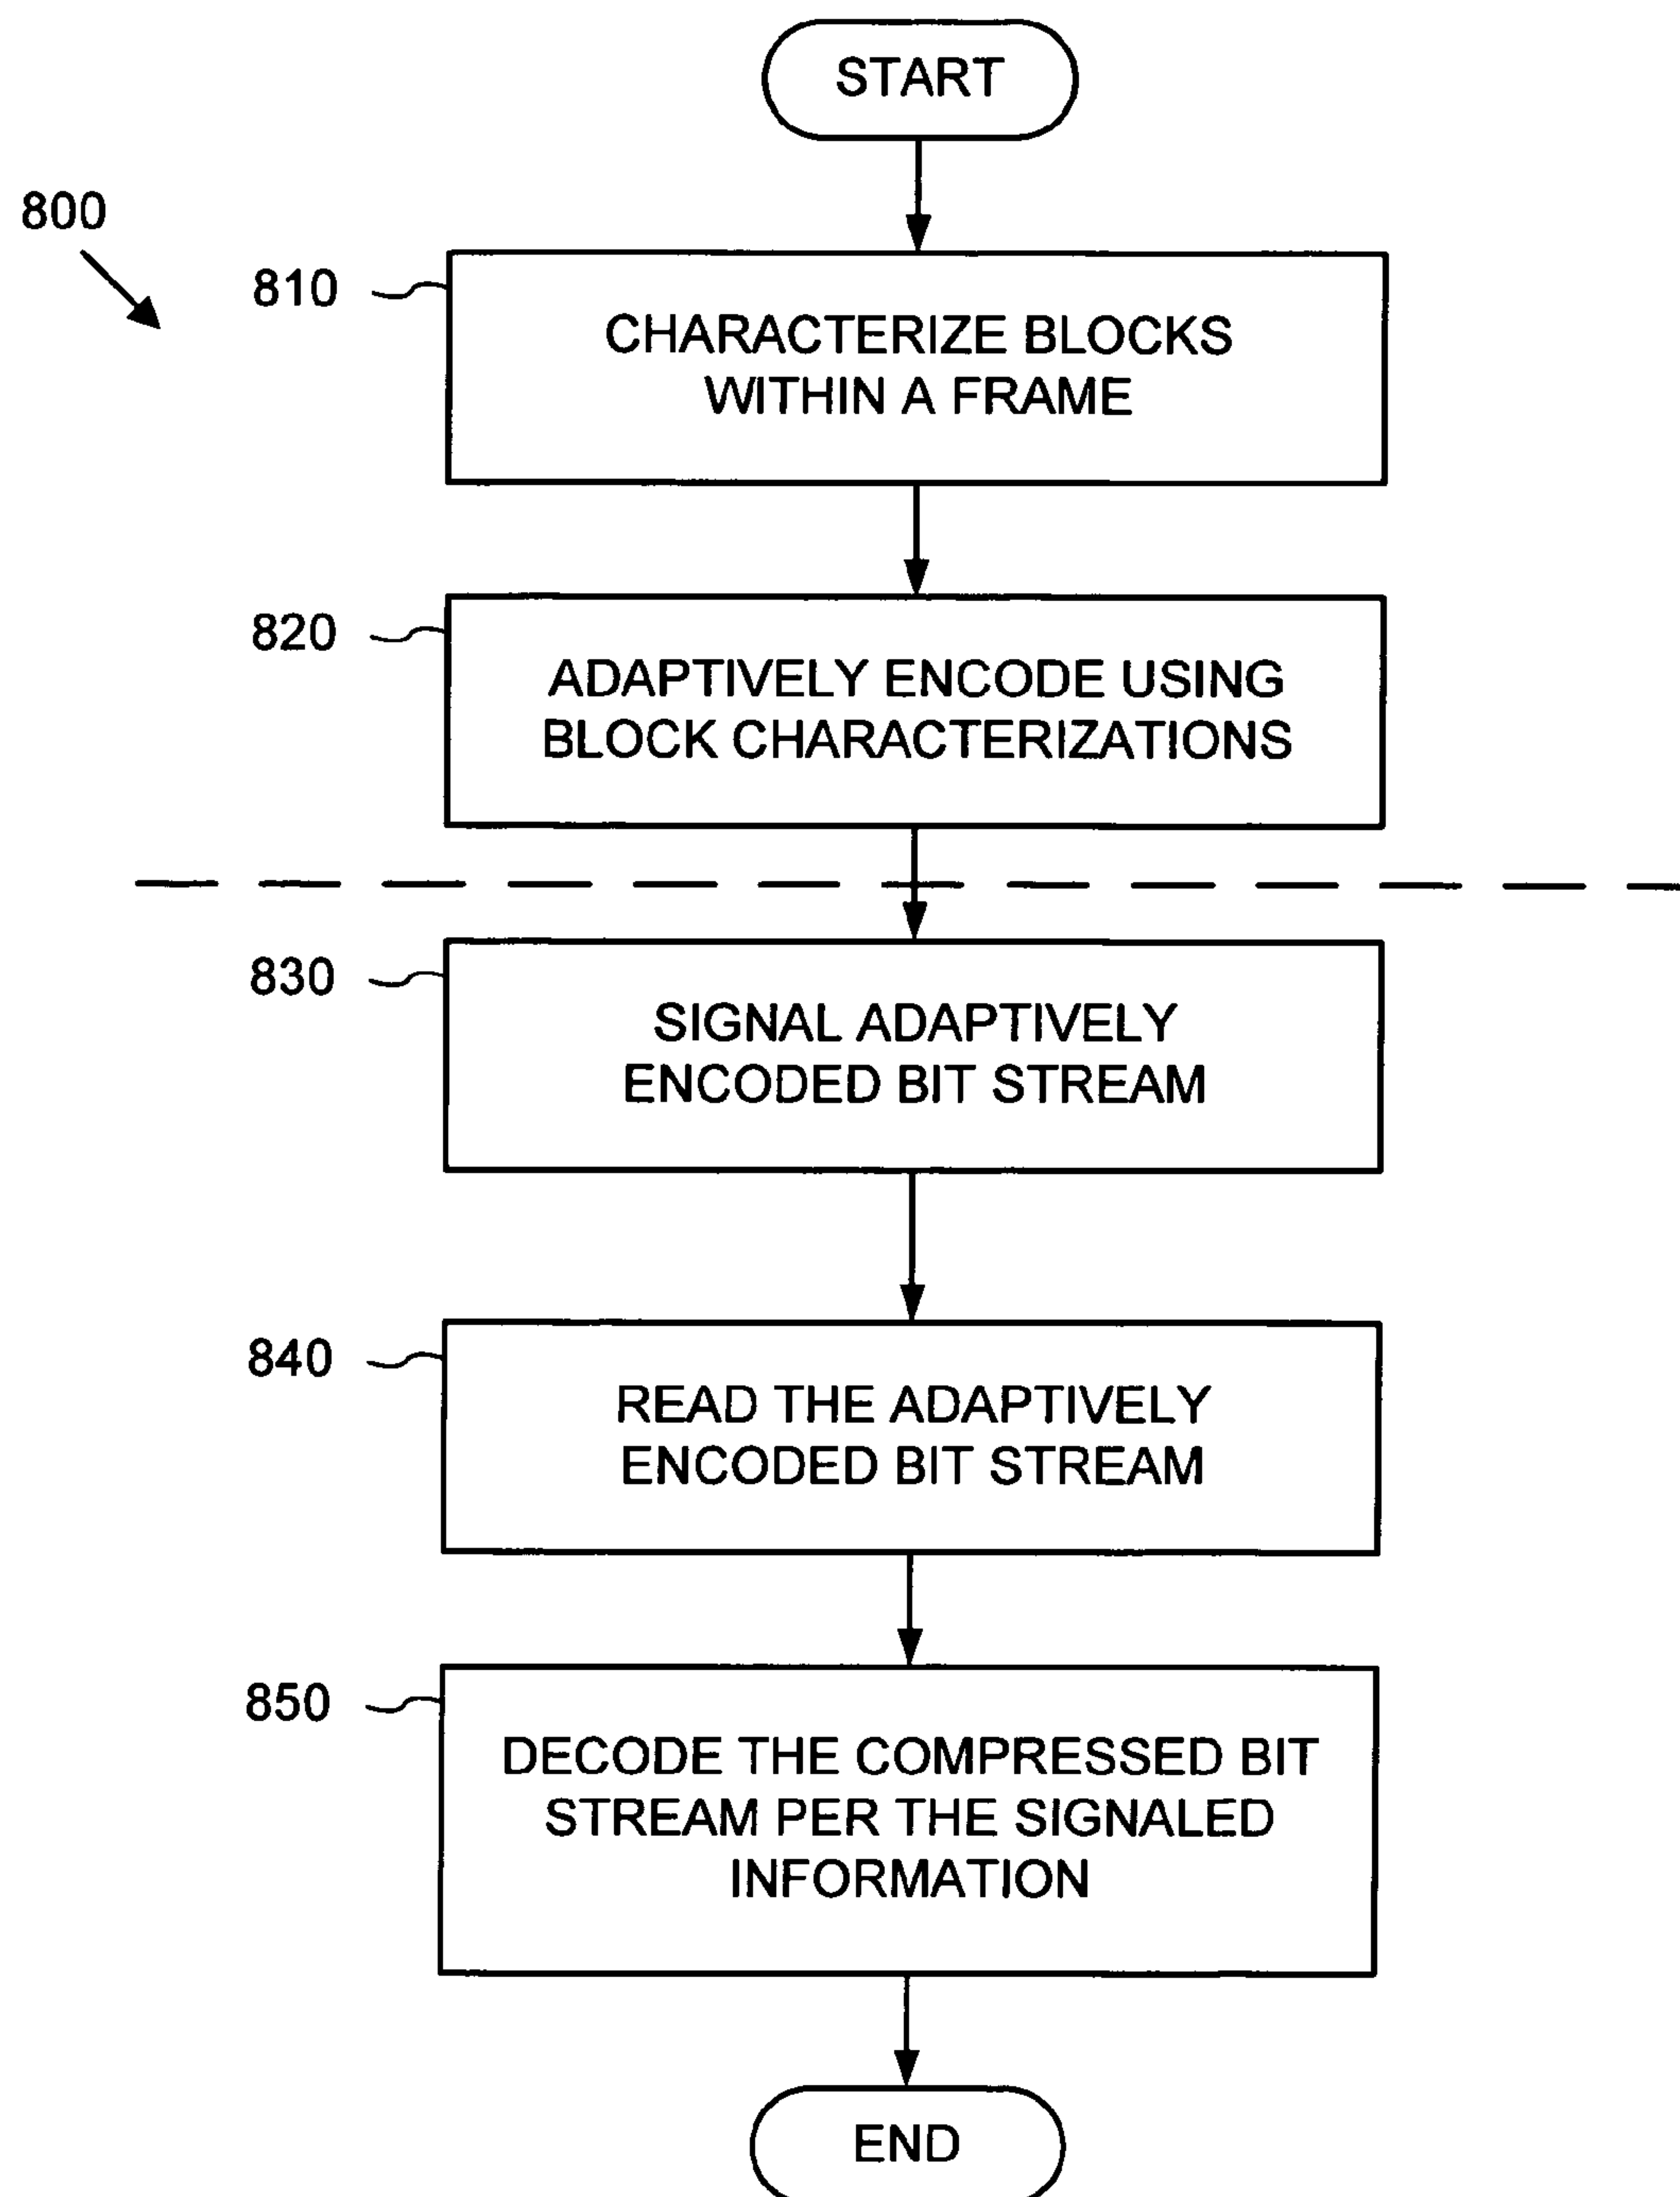 START
800
810
CHARACTERIZE BLOCKS
WITHIN A FRAME
820
ADAPTIVELY ENCODE USING
BLOCK CHARACTERIZATIONS
830
SIGNAL ADAPTIVELY
ENCODED BIT STREAM
840
READ THE ADAPTIVELY
ENCODED BIT STREAM
850
DECODE THE COMPRESSED BIT
STREAM PER THE SIGNALED
INFORMATION
END